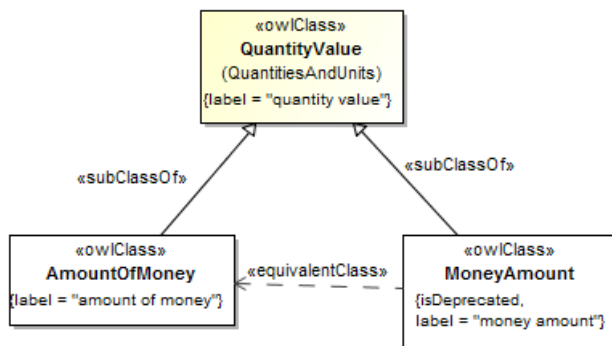 «owlClass»
QuantityValue
(QuantitiesAndUnits)
{label = "quantity value"}
«subClassOf»
«subClassOf»
«owlClass»
AmountOfMoney
{label = "amount of money"}
«equivalentClass»
«owlClass»
MoneyAmount
{isDeprecated,
label = "money amount"}